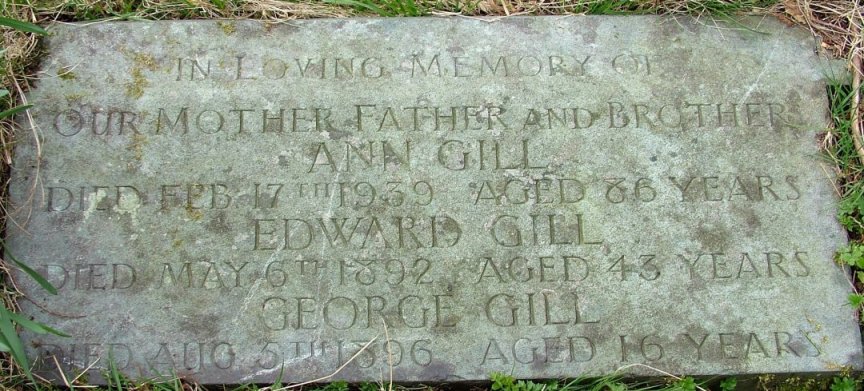 IN LOVING MEMORY OF
OUR MOTHER FATHER AND BROTHER
ANN GILL
DIED FEB 17TH 1939 AGED 86 YEARS
EDWARD GILL
DIED MAY 6TH 1892 AGED 43 YEARS
GEORGE GILL
DIED AUG 5TH 1896 AGED 16 YEARS